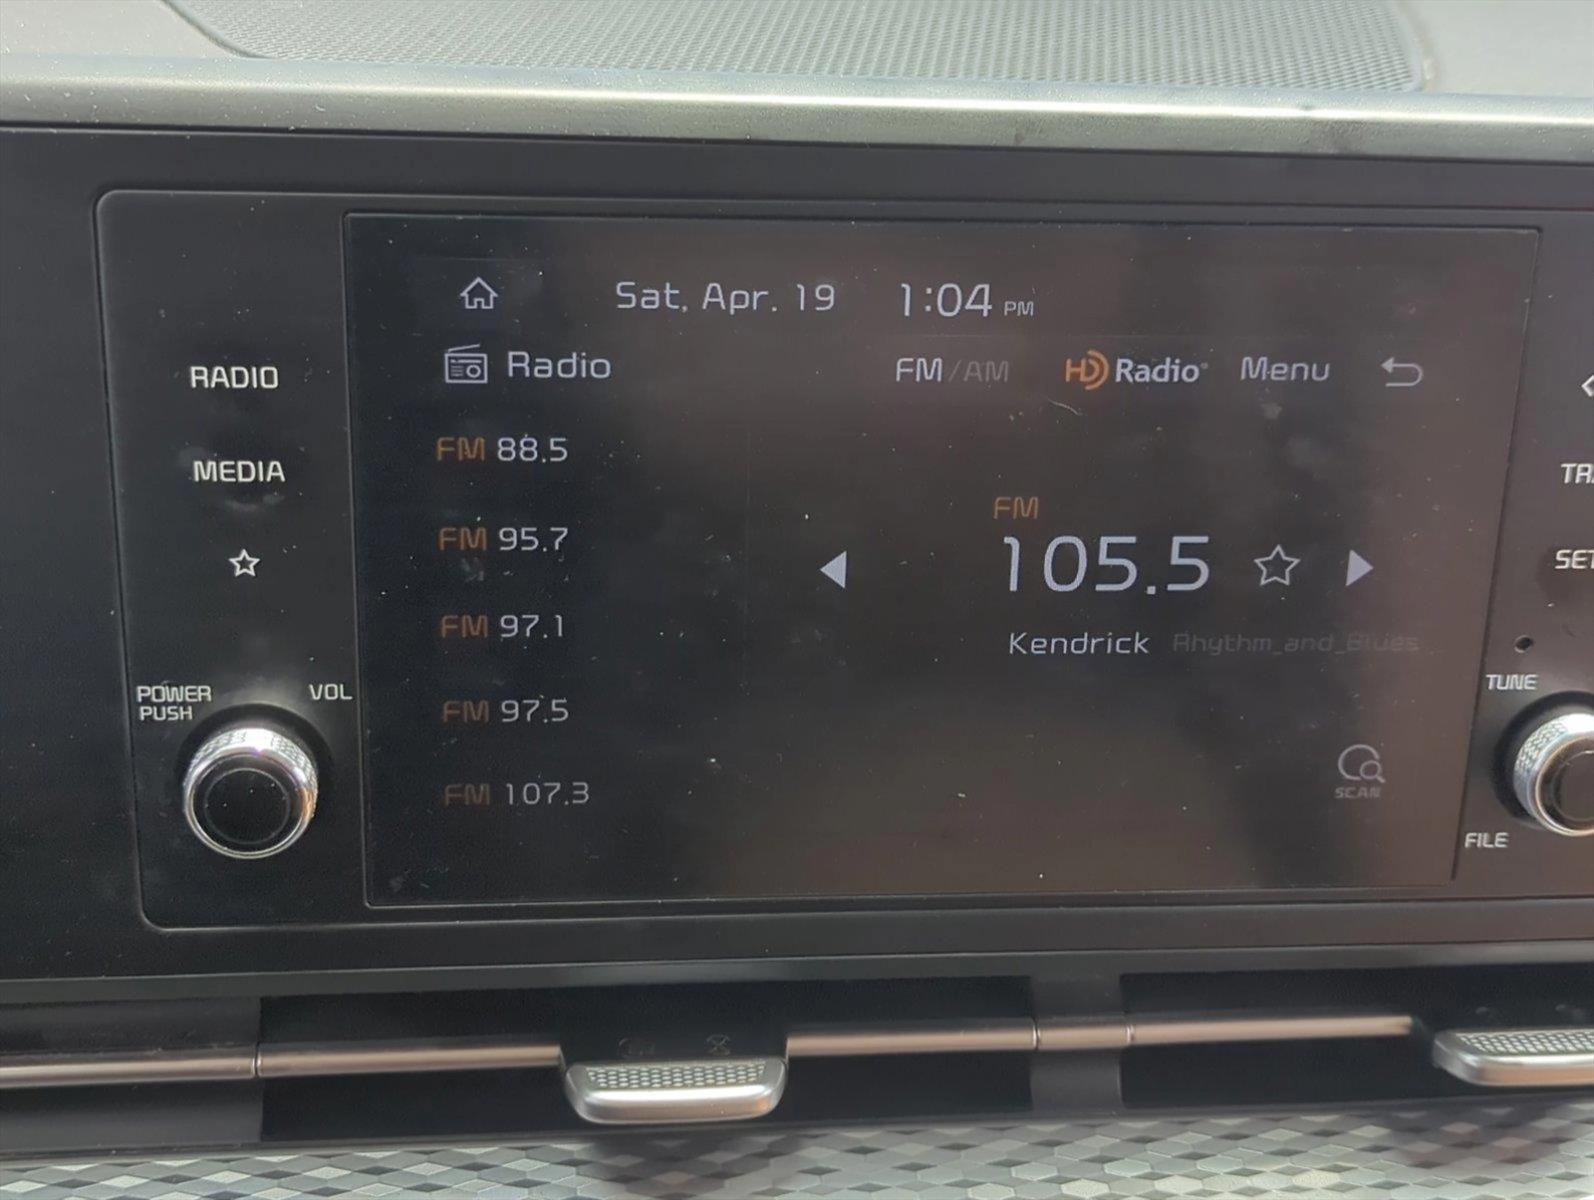 Sat, Apr. 19 1:04 PM
RADIO
Radio FM/AM HD Radio Menu
MEDIA
FM 88.5
FM 95.7
FM 97.1
FM 97.5
FM 107.3
FM
105.5
Kendrick Rhythm_and_Blues
SCAN
POWER
PUSH
VOL
TUNE
FILE